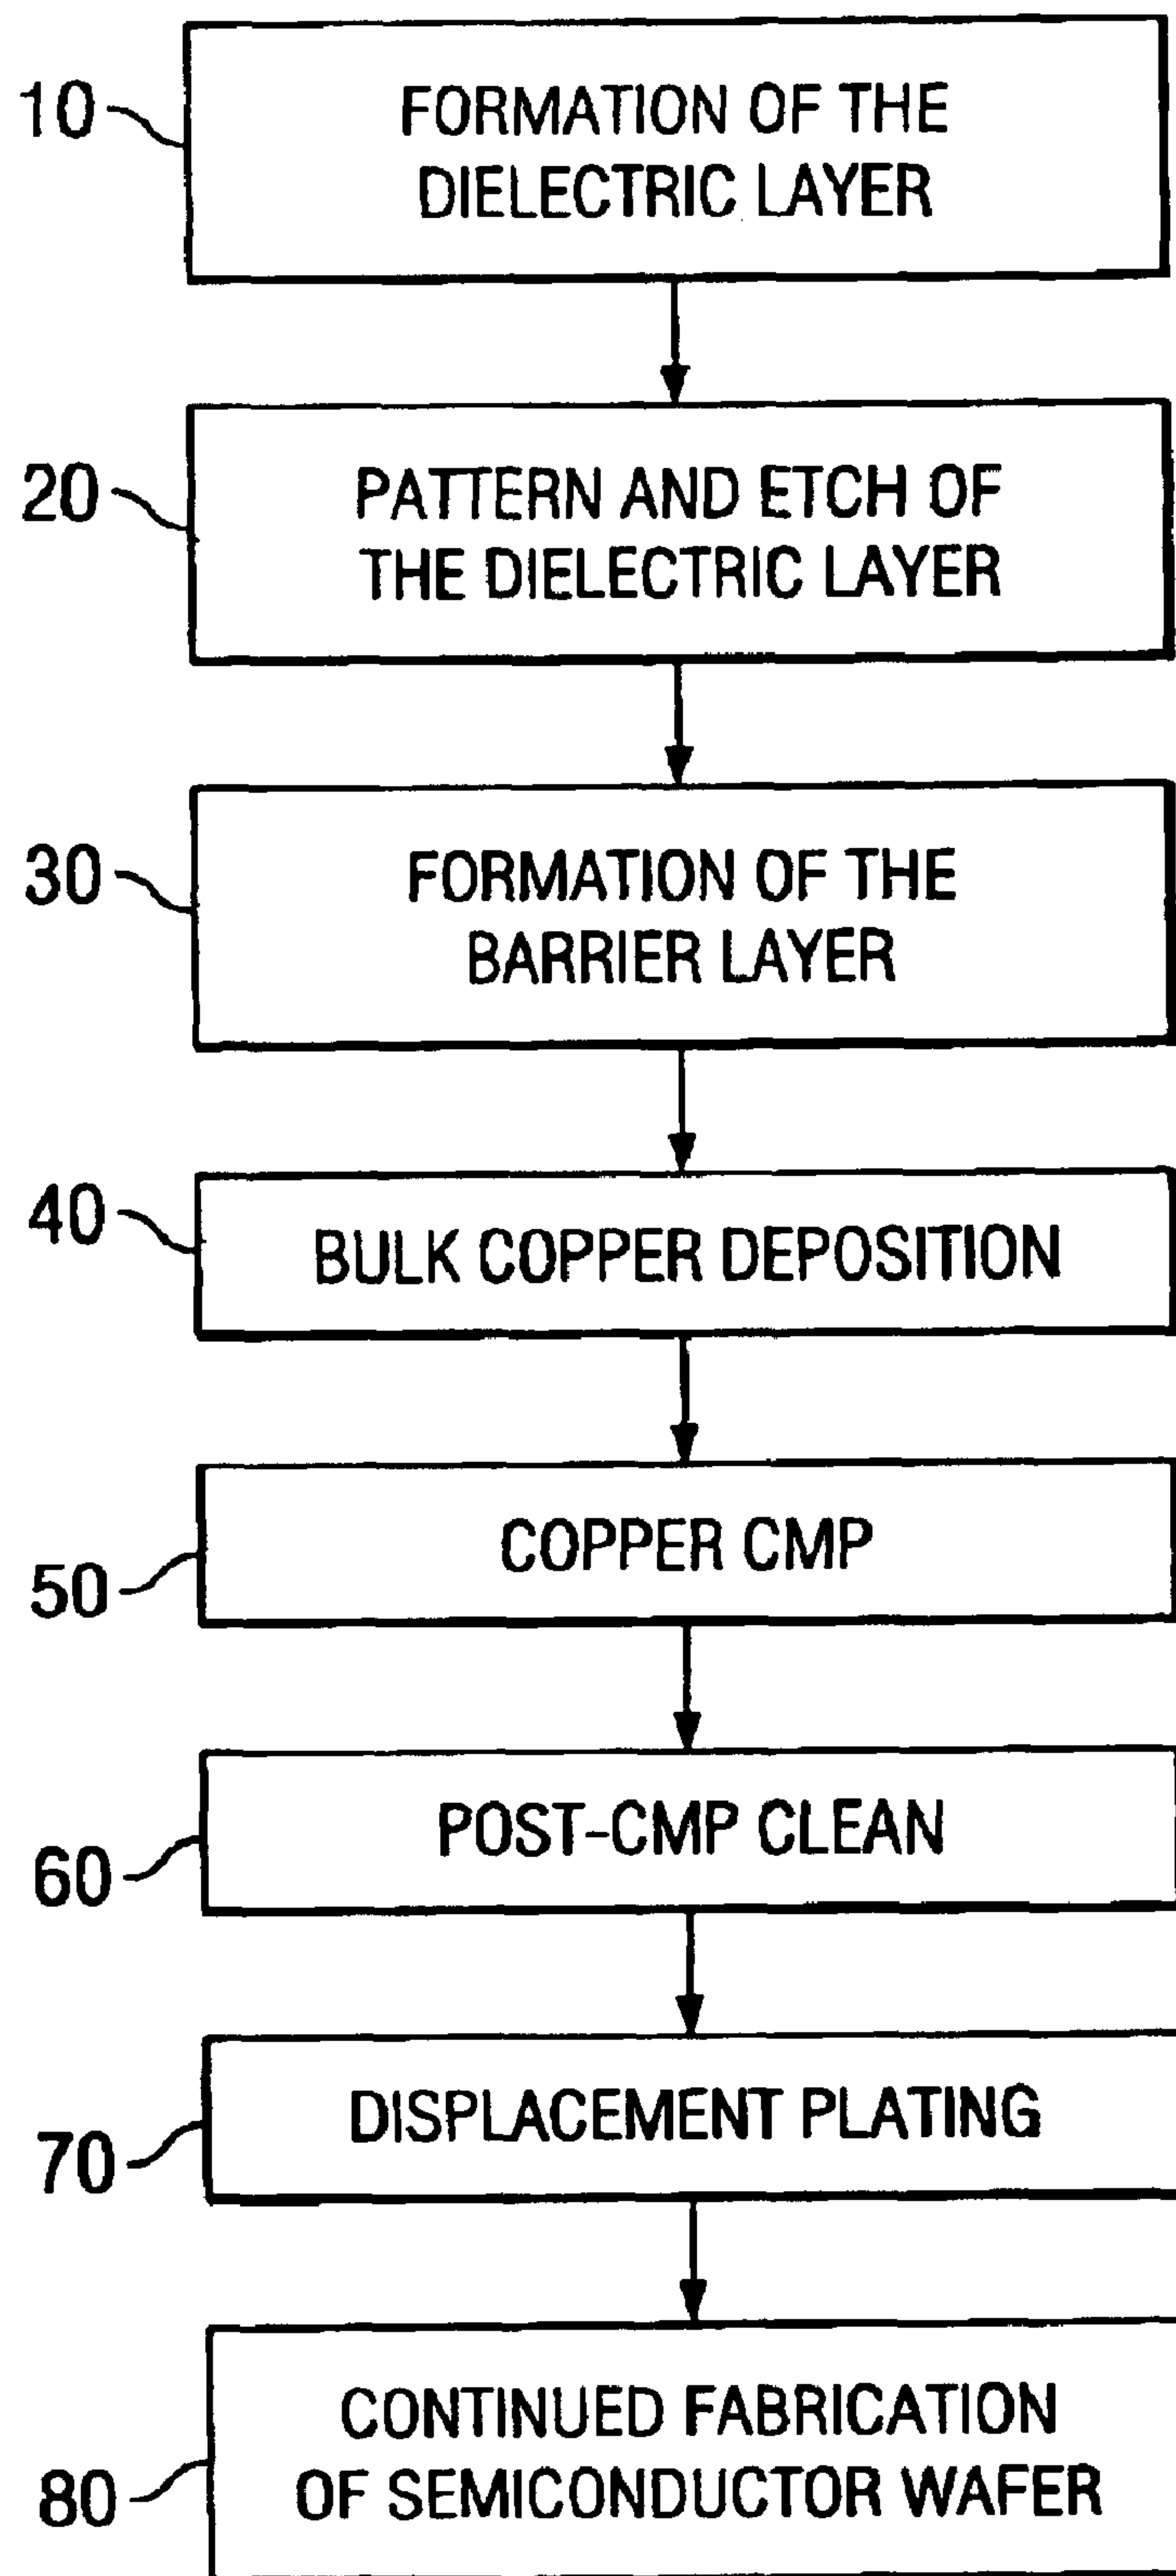 10
FORMATION OF THE
DIELECTRIC LAYER
20
PATTERN AND ETCH OF
THE DIELECTRIC LAYER
30
FORMATION OF THE
BARRIER LAYER
40
BULK COPPER DEPOSITION
50
COPPER CMP
60
POST-CMP CLEAN
70
DISPLACEMENT PLATING
80
CONTINUED FABRICATION
OF SEMICONDUCTOR WAFER